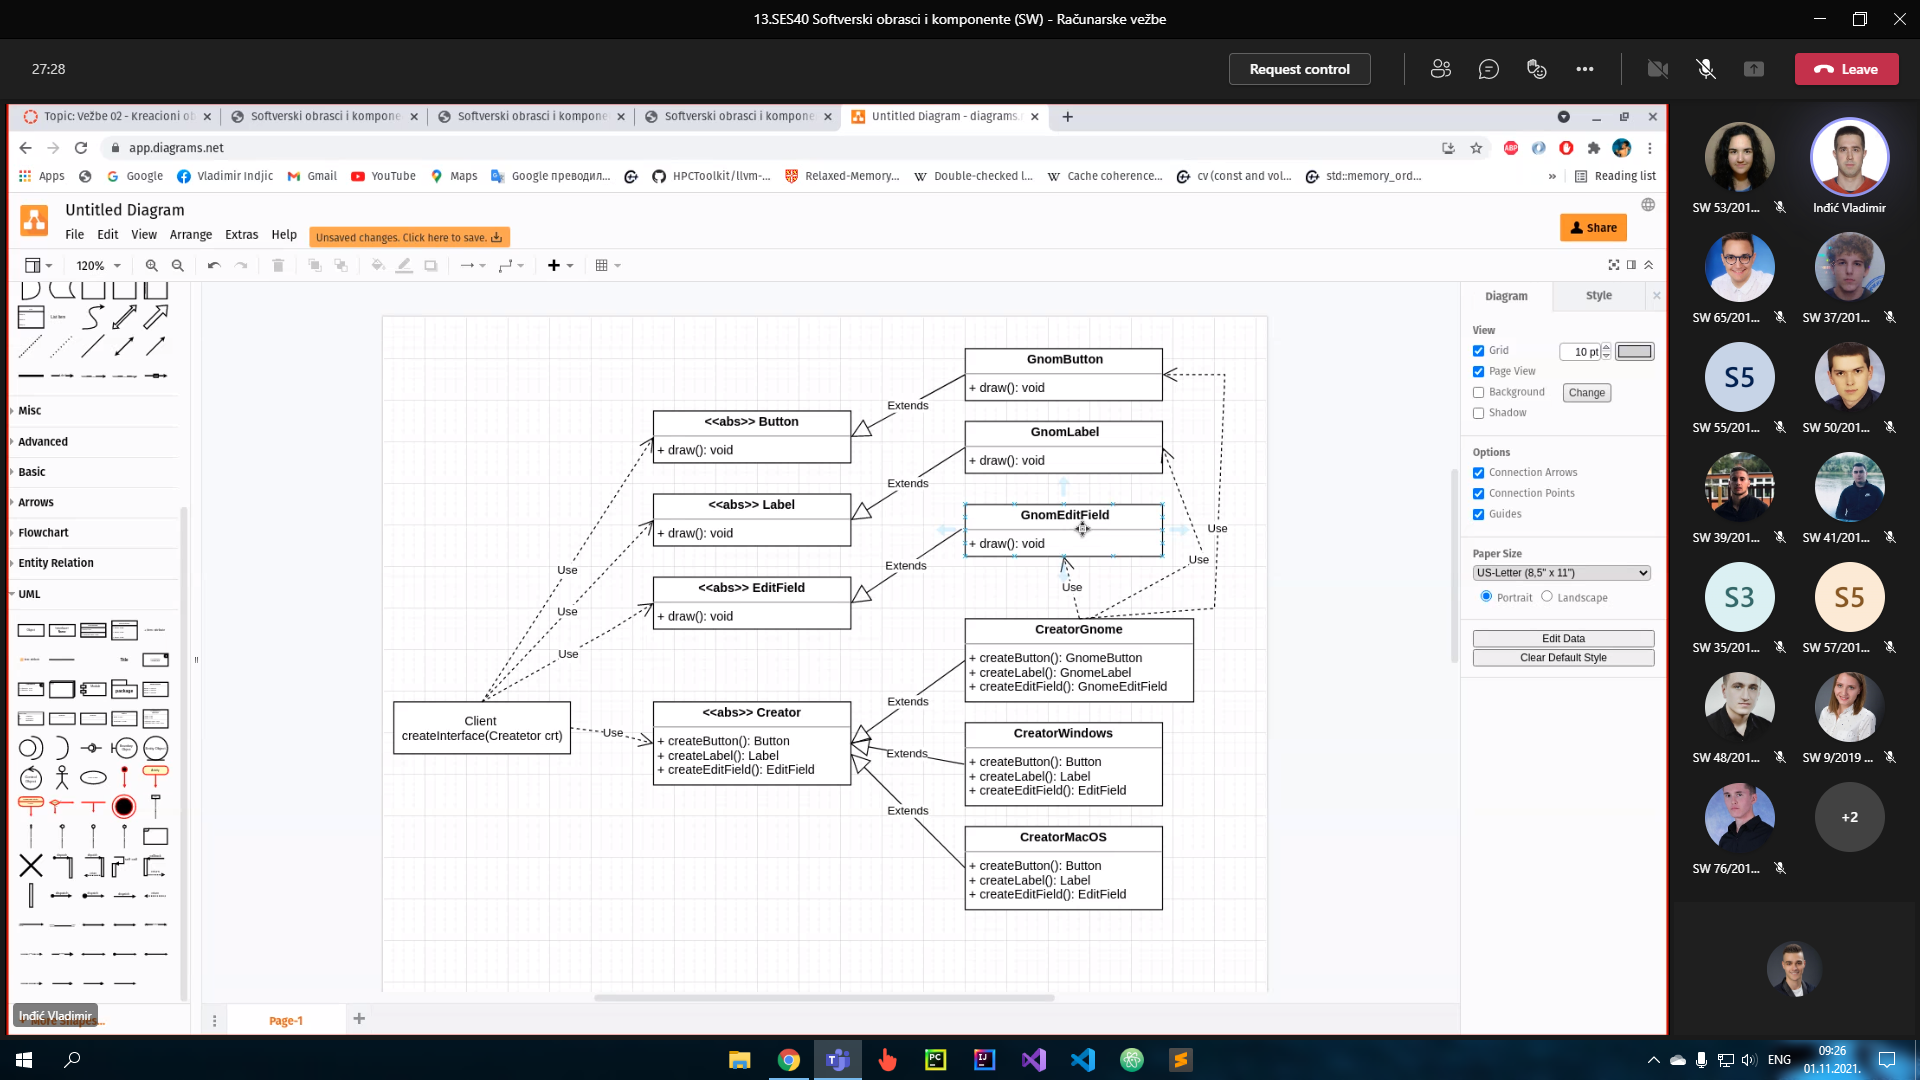 13.SES40 Softverski obrasci i komponente (SW) - Računarske vežbe
27:28
Request control
Leave
Topic: Vežbe 02 - Kreacioni ob
Softverski obrasci i kompone
Softverski obrasci i kompone
Softverski obrasci i kompone
Untitled Diagram - diagrams.
app.diagrams.net
Apps
Google
Vladimir Indjic
Gmail
YouTube
Maps
Google преводил...
HPCToolkit/llvm-...
Relaxed-Memory...
Double-checked l...
Cache coherence...
cv (const and vol...
std::memory_ord...
»
Reading list
Untitled Diagram
File Edit View Arrange Extras Help
Unsaved changes. Click here to save.
Share
120%
Misc
Advanced
Basic
Arrows
Flowchart
Entity Relation
UML
GnomButton
+ draw(): void
GnomLabel
+ draw(): void
GnomEditField
+ draw(): void
<<abs>> Button
+ draw(): void
<<abs>> Label
+ draw(): void
<<abs>> EditField
+ draw(): void
Extends
Extends
Extends
Use
Use
Use
Use
Use
Use
CreatorGnome
+ createButton(): GnomeButton
+ createLabel(): GnomeLabel
+ createEditField(): GnomeEditField
Client
createInterface(Createtor crt)
Use
<<abs>> Creator
+ createButton(): Button
+ createLabel(): Label
+ createEditField(): EditField
Extends
Extends
Extends
CreatorWindows
+ createButton(): Button
+ createLabel(): Label
+ createEditField(): EditField
CreatorMacOS
+ createButton(): Button
+ createLabel(): Label
+ createEditField(): EditField
Diagram
Style
View
Grid
10 pt
Page View
Background
Change
Shadow
Options
Connection Arrows
Connection Points
Guides
Paper Size
US-Letter (8,5" x 11")
Portrait
Landscape
Edit Data
Clear Default Style
Page-1
Inđić Vladimir
SW 53/201...
Inđić Vladimir
SW 65/201...
SW 37/201...
S5
SW 55/201...
SW 50/201...
SW 39/201...
SW 41/201...
S3
SW 35/201...
S5
SW 57/201...
SW 48/201...
SW 9/2019 ...
SW 76/201...
+2
ENG
09:26
01.11.2021.